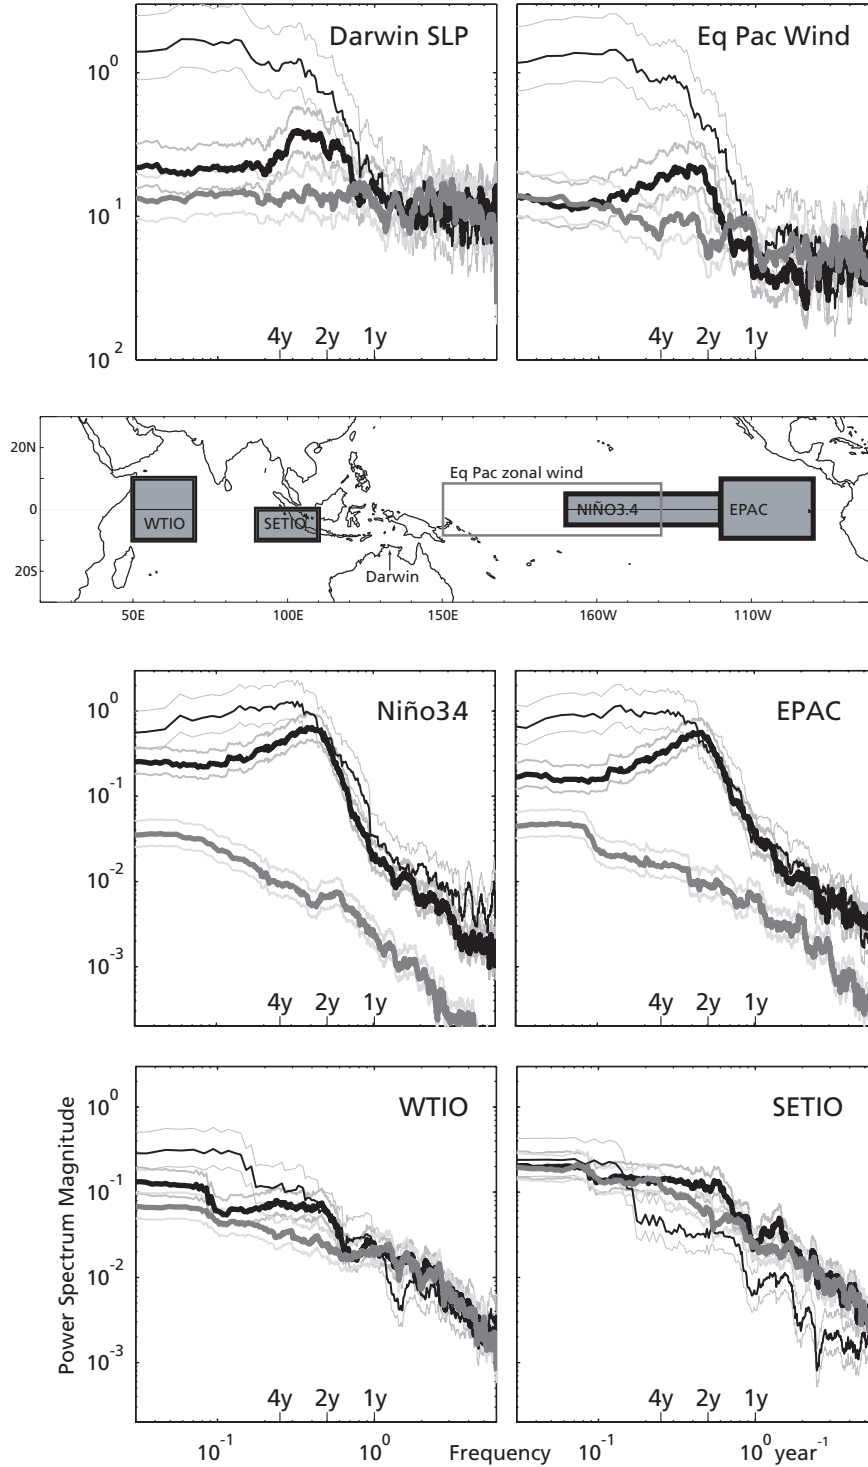 Darwin SLP
Eq Pac Wind
10^0
10^1
10^2
4y 2y 1y
4y 2y 1y
20N
0
20S
Eq Pac zonal wind
WTIO
SETIO
NIÑO3.4
EPAC
Darwin
50E 100E 150E 160W 110W
Niño3.4
EPAC
10^0
10^-1
10^-2
10^-3
4y 2y 1y
4y 2y 1y
WTIO
SETIO
Power Spectrum Magnitude
10^0
10^-1
10^-2
10^-3
4y 2y 1y
4y 2y 1y
10^-1 10^0 Frequency 10^-1 10^0 year^-1